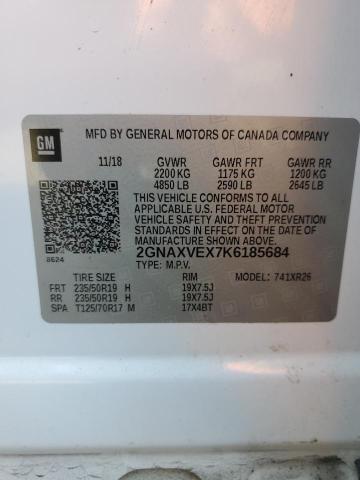 GM
MFD BY GENERAL MOTORS OF CANADA COMPANY
11/18 GVWR GAWR FRT GAWR RR
2200 KG 1175 KG 1200 KG
4850 LB 2590 LB 2645 LB
THIS VEHICLE CONFORMS TO ALL
APPLICABLE U.S. FEDERAL MOTOR
VEHICLE SAFETY AND THEFT PREVENTION
STANDARDS IN EFFECT ON THE DATE OF
MANUFACTURE SHOWN ABOVE.
8624 2GNAXVEX7K6185684
TYPE: M.P.V.
TIRE SIZE RIM MODEL: 741XR26
FRT 235/50R19 H 19X7.5J
RR 235/50R19 H 19X7.5J
SPA T125/70R17 M 17X4BT